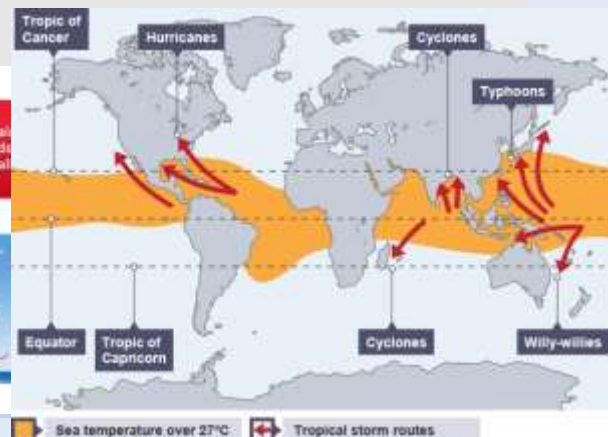 Tropic of
Cancer
Hurricanes
Cyclones
Typhoons
Equator
Tropic of
Capricorn
Cyclones
Willy-willies
Sea temperature over 27°C
Tropical storm routes